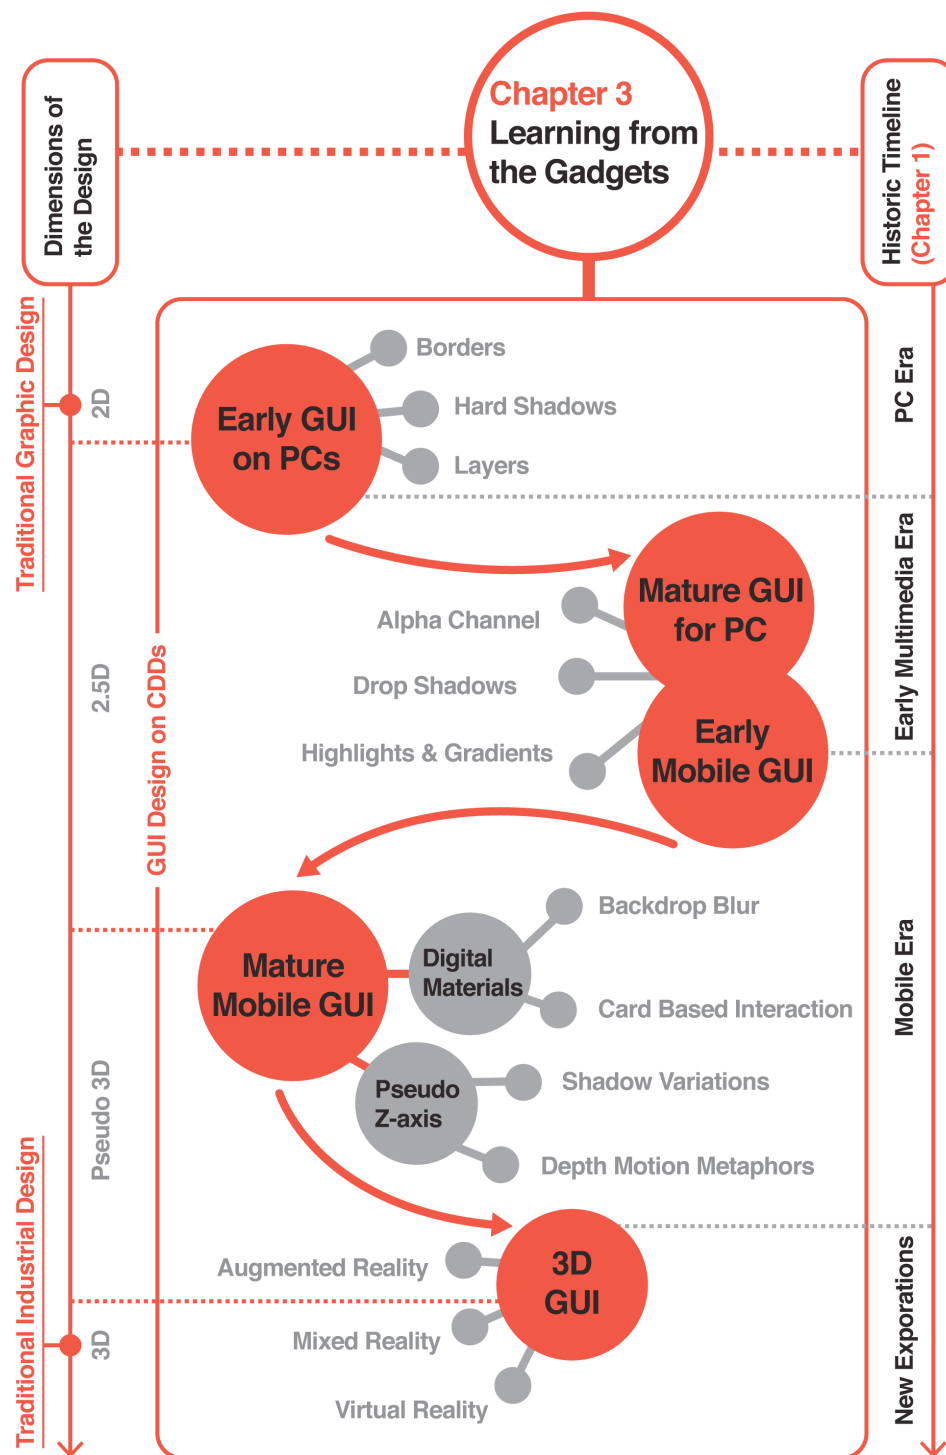 Chapter 3
Learning from
the Gadgets
Dimensions of
the Design
Historic Timeline
(Chapter 1)
Traditional Graphic Design
2D
2.5D
Pseudo 3D
3D
Traditional Industrial Design
GUI Design on CDDs
PC Era
Early Multimedia Era
Mobile Era
New Exporations
Early GUI
on PCs
Borders
Hard Shadows
Layers
Mature GUI
for PC
Alpha Channel
Drop Shadows
Highlights & Gradients
Early
Mobile GUI
Mature
Mobile GUI
Digital
Materials
Backdrop Blur
Card Based Interaction
Pseudo
Z-axis
Shadow Variations
Depth Motion Metaphors
3D
GUI
Augmented Reality
Mixed Reality
Virtual Reality